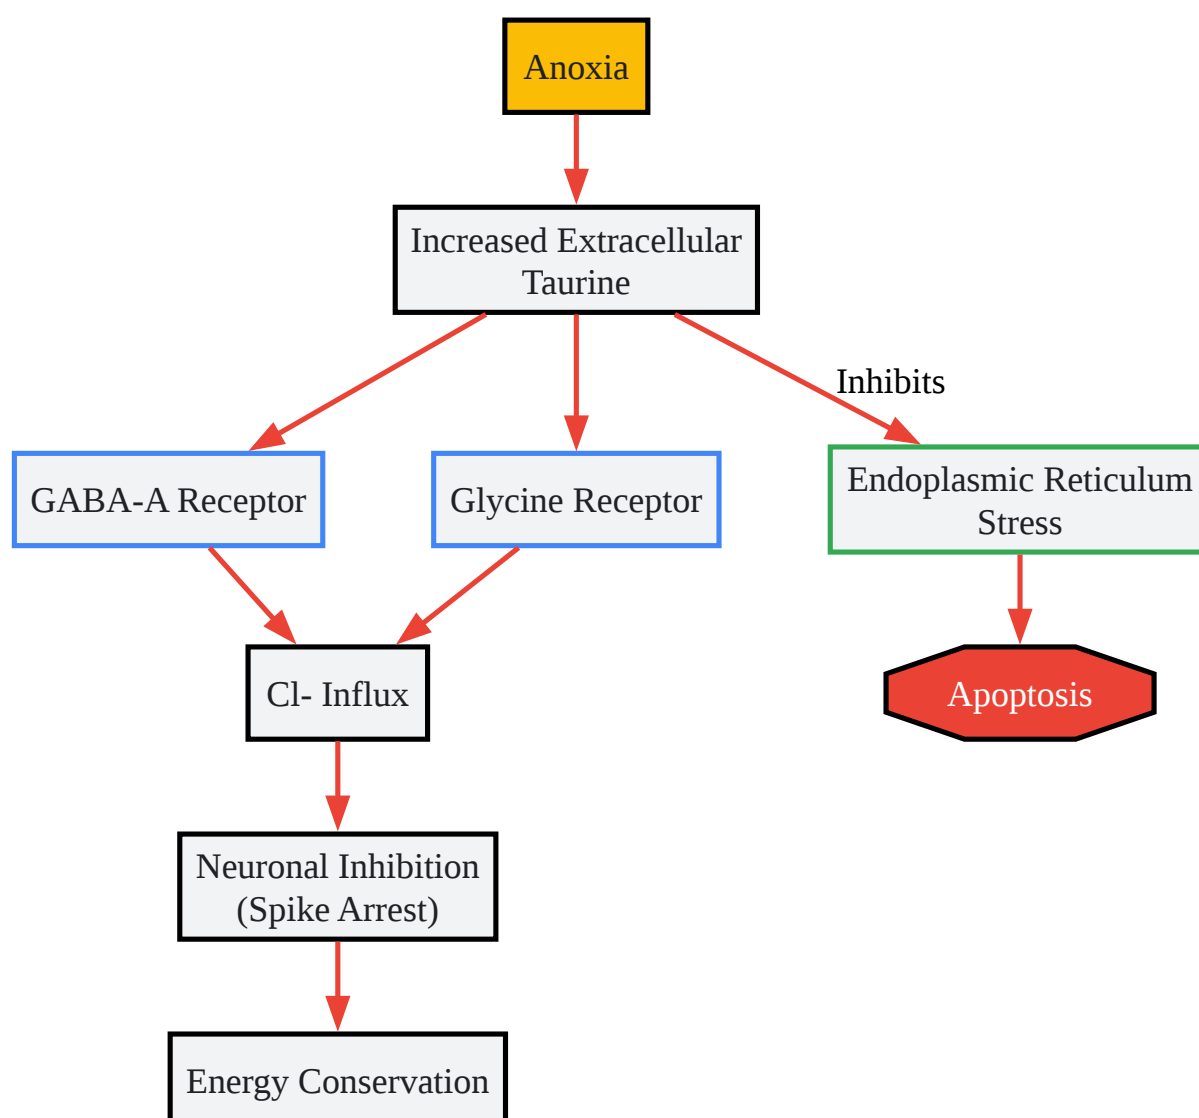 Anoxia
Increased Extracellular
Taurine
Inhibits
GABA-A Receptor
Glycine Receptor
Endoplasmic Reticulum
Stress
Cl- Influx
Apoptosis
Neuronal Inhibition
(Spike Arrest)
Energy Conservation